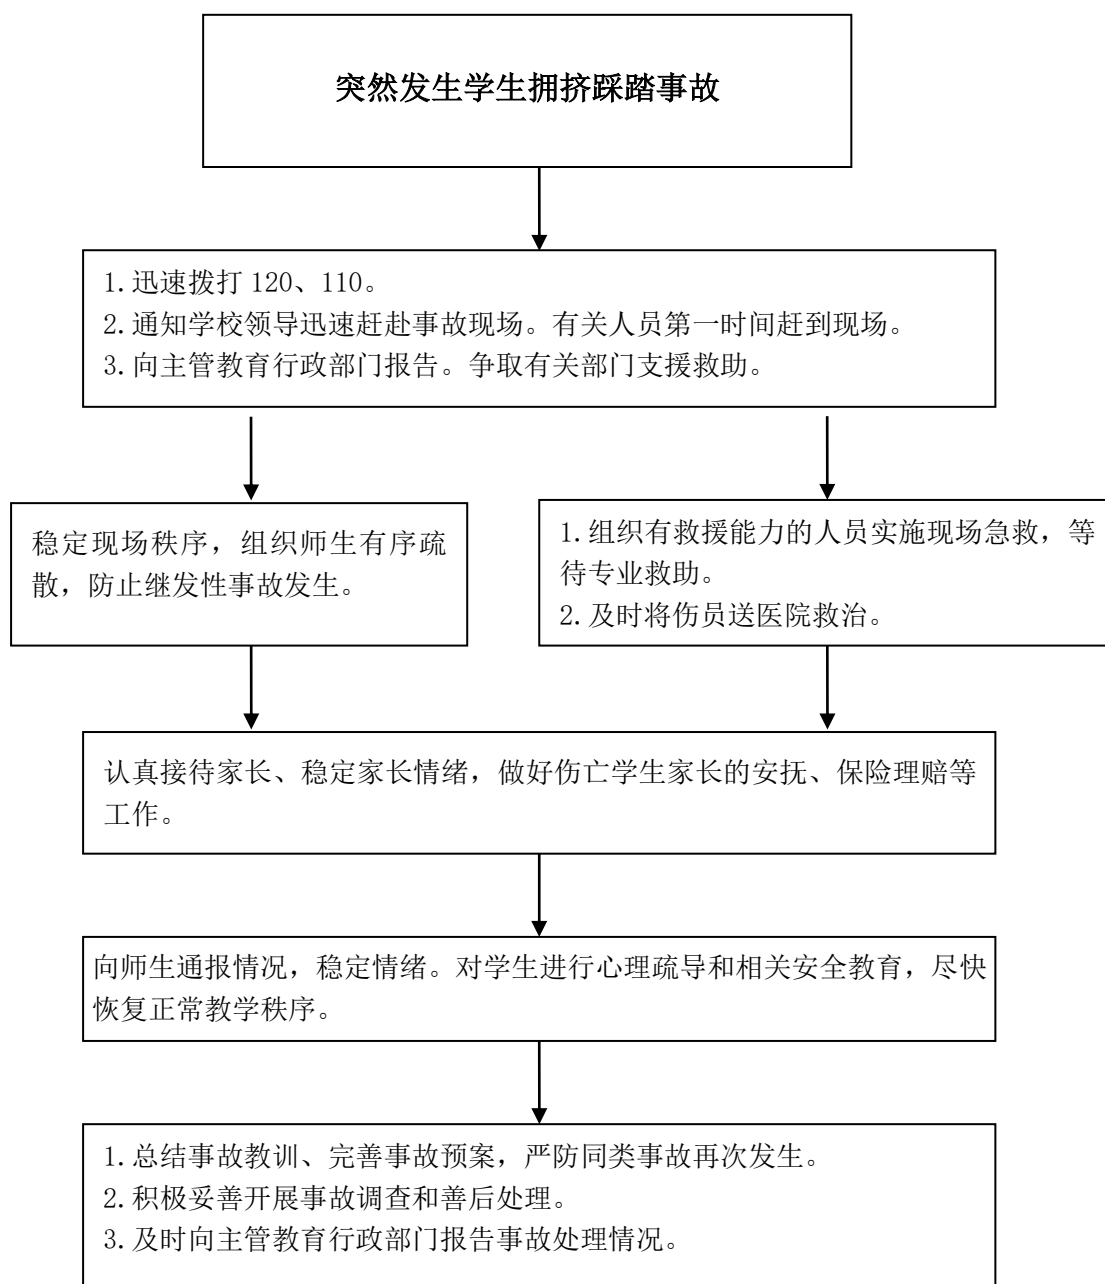 突然发生学生拥挤踩踏事故
1.迅速拨打 120、110。
2.通知学校领导迅速赶赴事故现场。有关人员第一时间赶到现场。
3.向主管教育行政部门报告。争取有关部门支援救助。
稳定现场秩序，组织师生有序疏
散，防止继发性事故发生。
1.组织有救援能力的人员实施现场急救，等
待专业救助。
2.及时将伤员送医院救治。
认真接待家长、稳定家长情绪，做好伤亡学生家长的安抚、保险理赔等
工作。
向师生通报情况，稳定情绪。对学生进行心理疏导和相关安全教育，尽快
恢复正常教学秩序。
1.总结事故教训、完善事故预案，严防同类事故再次发生。
2.积极妥善开展事故调查和善后处理。
3.及时向主管教育行政部门报告事故处理情况。